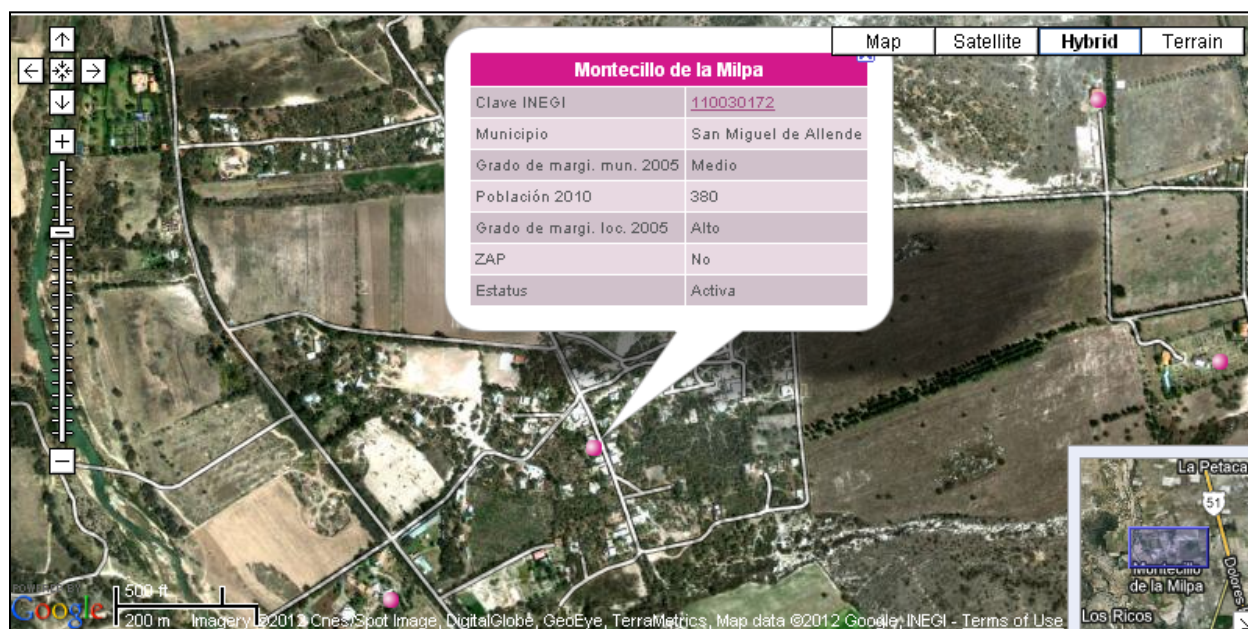 Map Satellite Hybrid Terrain
Montecillo de la Milpa
Clave INEGI 110030172
Municipio San Miguel de Allende
Grado de margi. mun. 2005 Medio
Población 2010 380
Grado de margi. loc. 2005 Alto
ZAP No
Estatus Activa
La Petaca
51
Montecillo
de la Milpa
Dolores
Los Ricos
POWERED BY
Google
500 ft
200 m
Imagery ©2012 Cnes/Spot Image, DigitalGlobe, GeoEye, TerraMetrics, Map data ©2012 Google, INEGI - Terms of Use